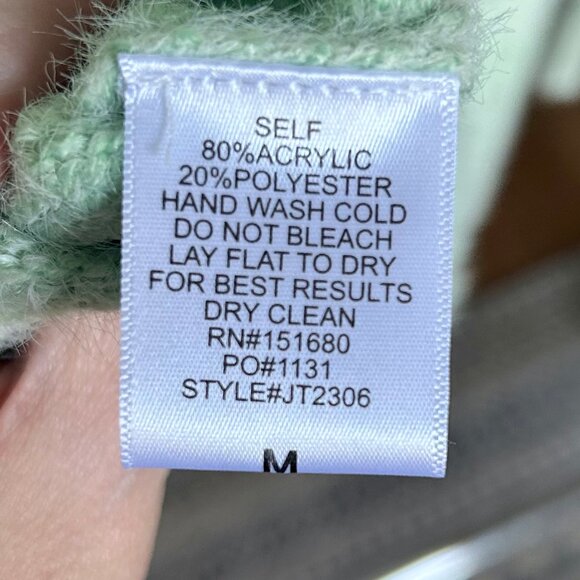 SELF
80%ACRYLIC
20%POLYESTER
HAND WASH COLD
DO NOT BLEACH
LAY FLAT TO DRY
FOR BEST RESULTS
DRY CLEAN
RN#151680
PO#1131
STYLE#JT2306
M